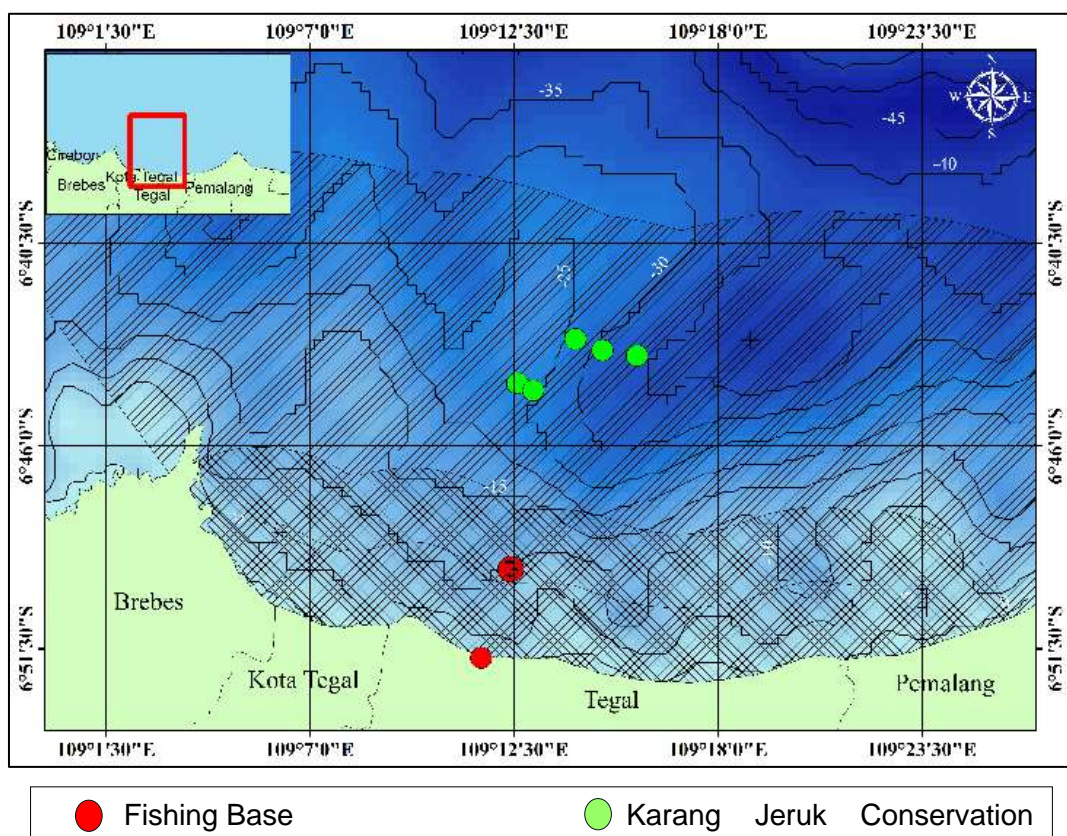 109°1'30"E 109°7'0"E 109°12'30"E 109°18'0"E 109°23'30"E
N
W E
S
-35
-45
-10
Cirebon
Brebes
Kota Tegal
Tegal
Pemalang
6°40'30"S 6°40'30"S
-25
-30
6°46'0"S 6°46'0"S
-15
6°51'30"S 6°51'30"S
Brebes
Kota Tegal
Tegal
Pemalang
109°1'30"E 109°7'0"E 109°12'30"E 109°18'0"E 109°23'30"E
Fishing Base
Karang Jeruk Conservation